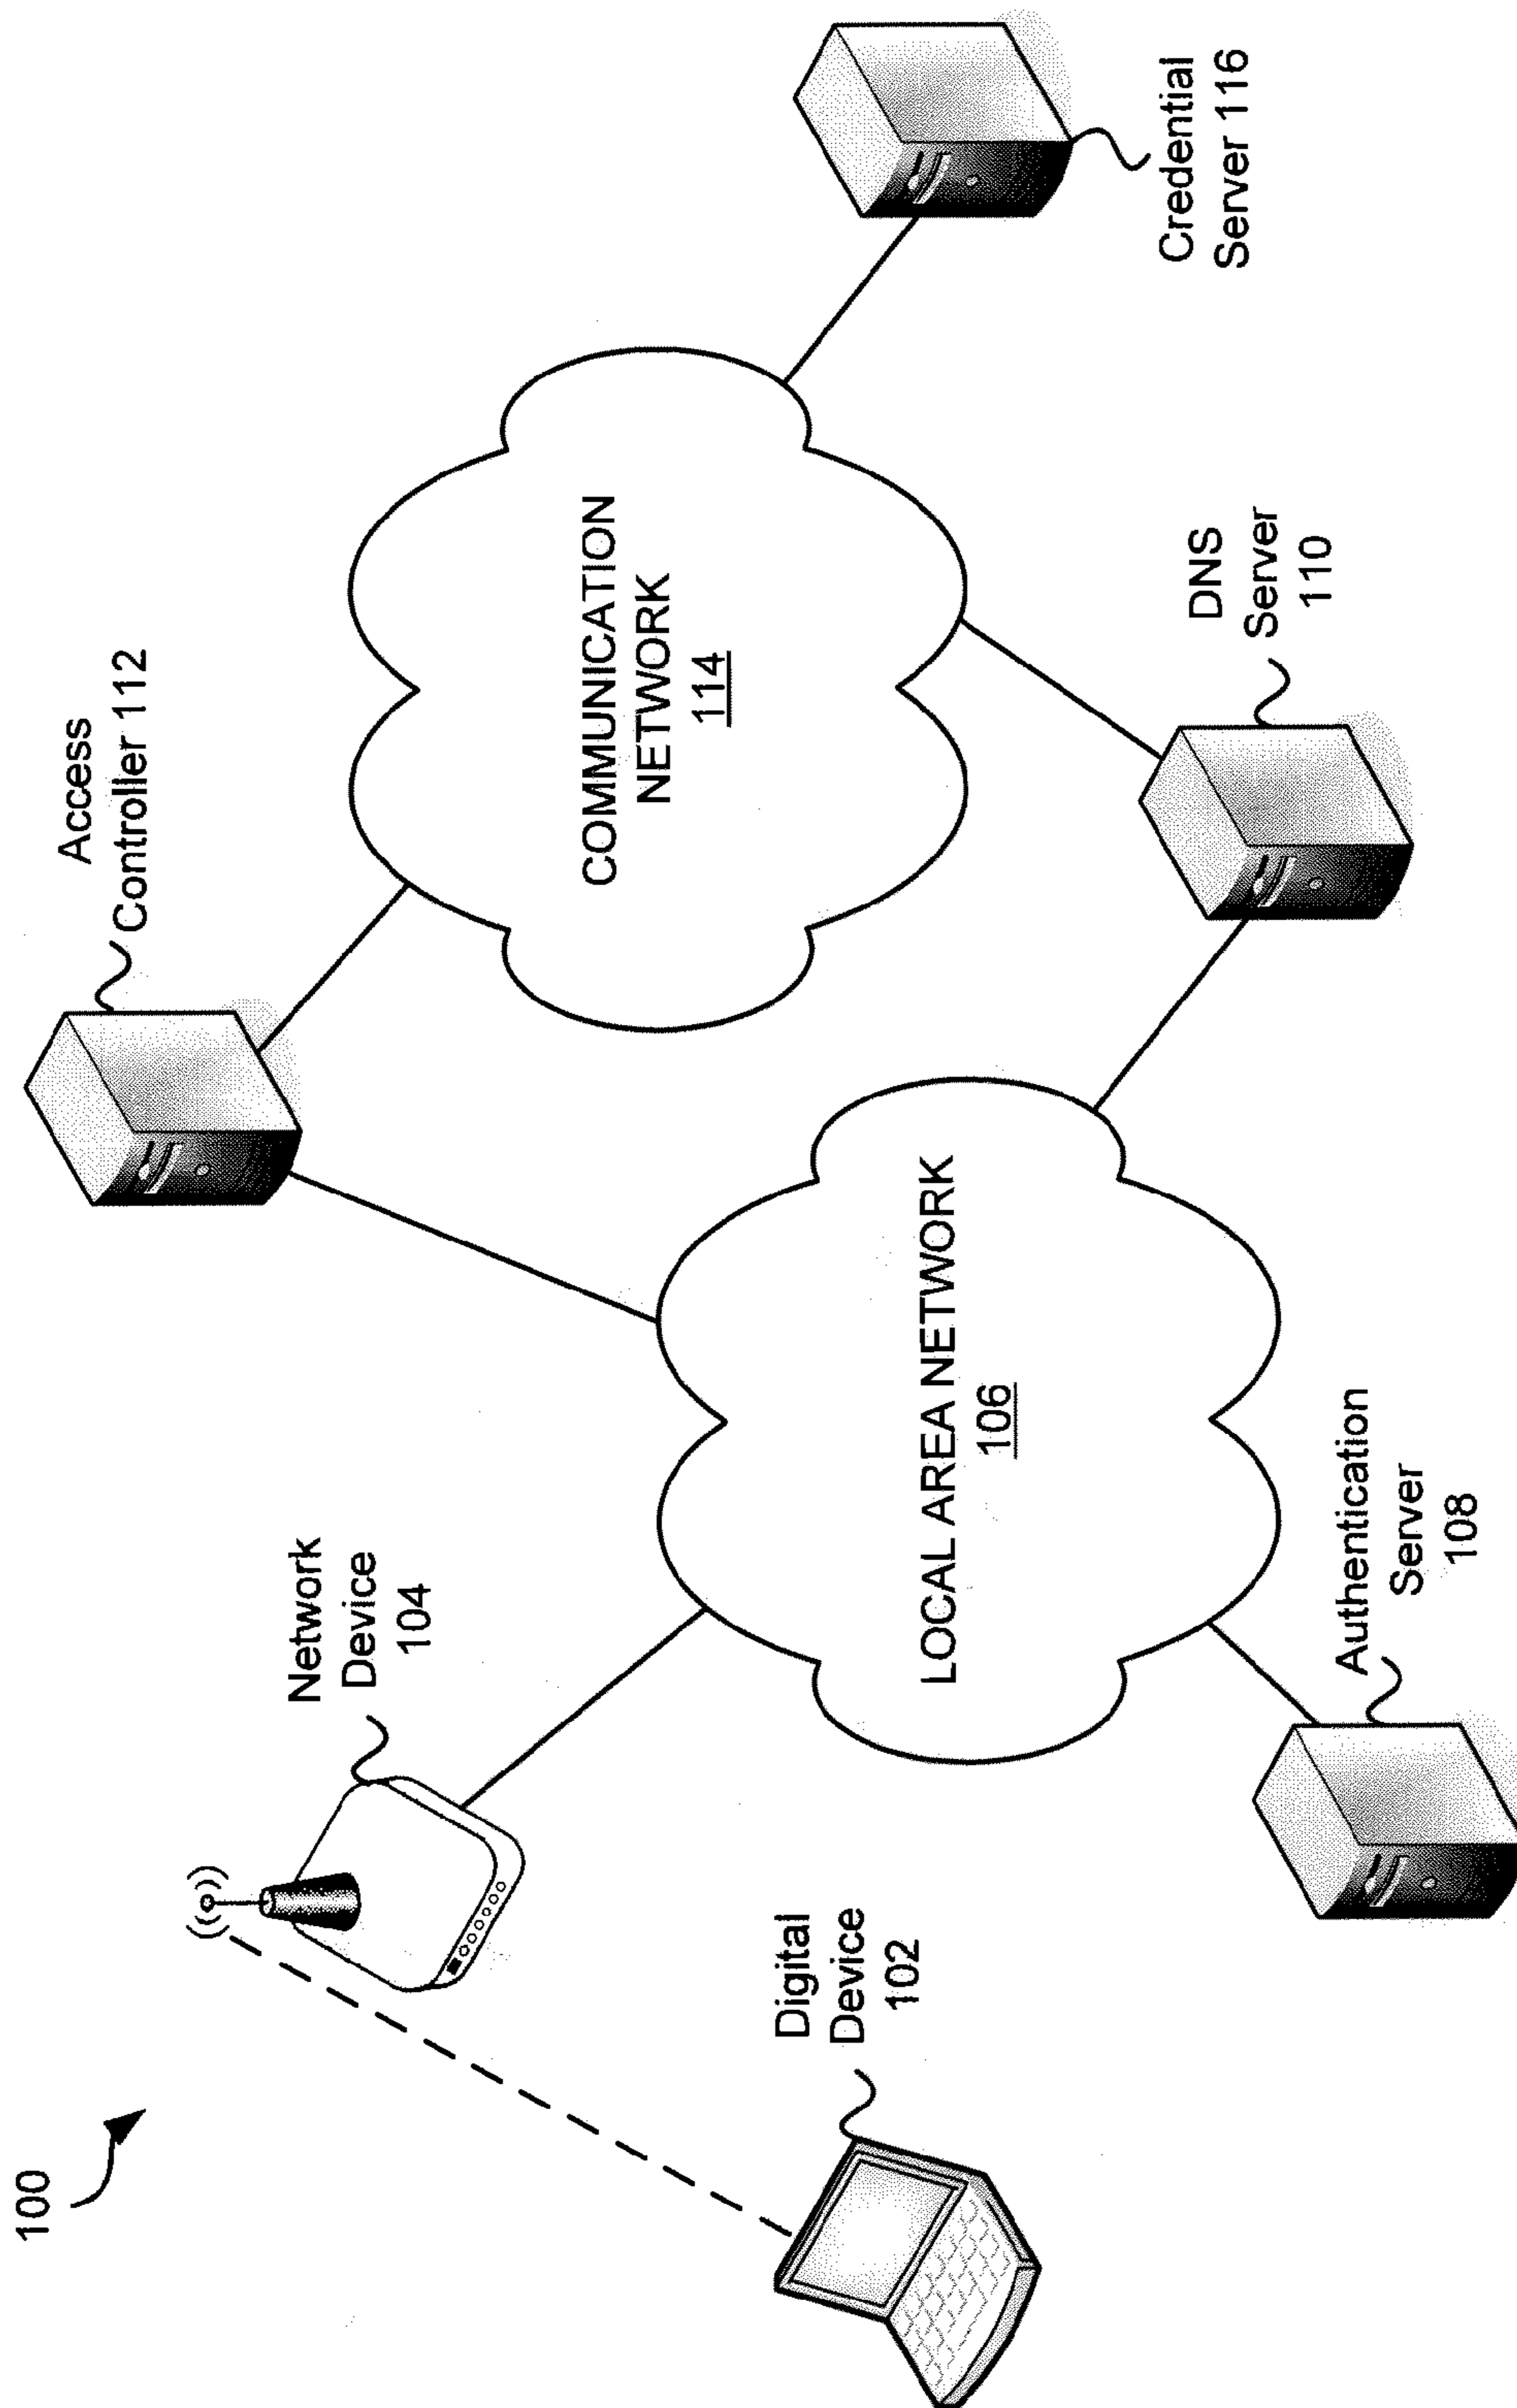 100
Digital
Device
102
Network
Device
104
Access
Controller 112
LOCAL AREA NETWORK
106
COMMUNICATION
NETWORK
114
Authentication
Server
108
DNS
Server
110
Credential
Server 116